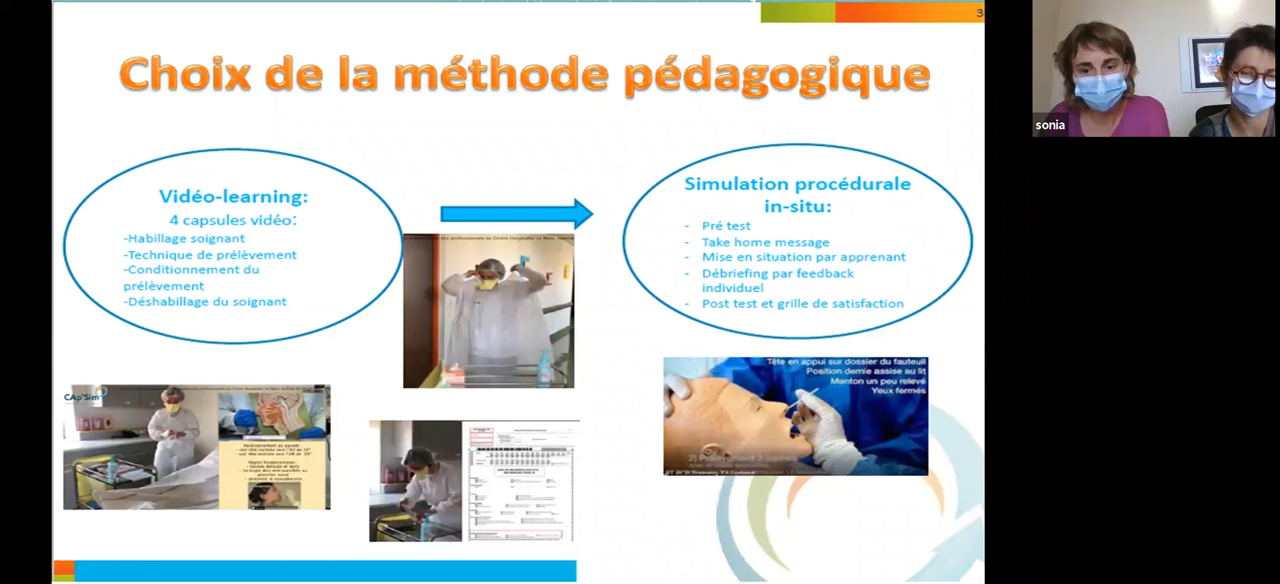 3
Choix de la méthode pédagogique
sonia
Vidéo-learning:
4 capsules vidéo:
-Habillage soignant
-Technique de prélèvement
-Conditionnement du
prélèvement
-Déshabillage du soignant
Simulation procédurale
in-situ:
- Pré test
- Take home message
- Mise en situation par apprenant
- Débriefing par feedback
individuel
- Post test et grille de satisfaction
Tête en appui sur dossier du fauteuil
Position demie assise au lit
Menton un peu relevé
Yeux fermés
CAp'Sim